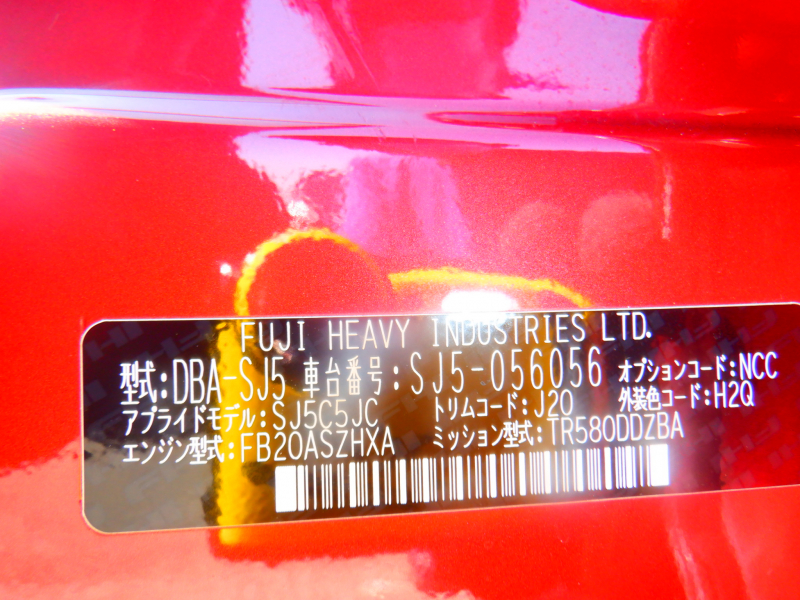 FUJI HEAVY INDUSTRIES LTD.
型式:DBA-SJ5 車台番号:SJ5-056056 オプションコード:NCC
アプライドモデル:SJ5C5JC トリムコード:J20 外装色コード:H2Q
エンジン型式:FB20ASZHXA ミッション型式:TR580DDZBA